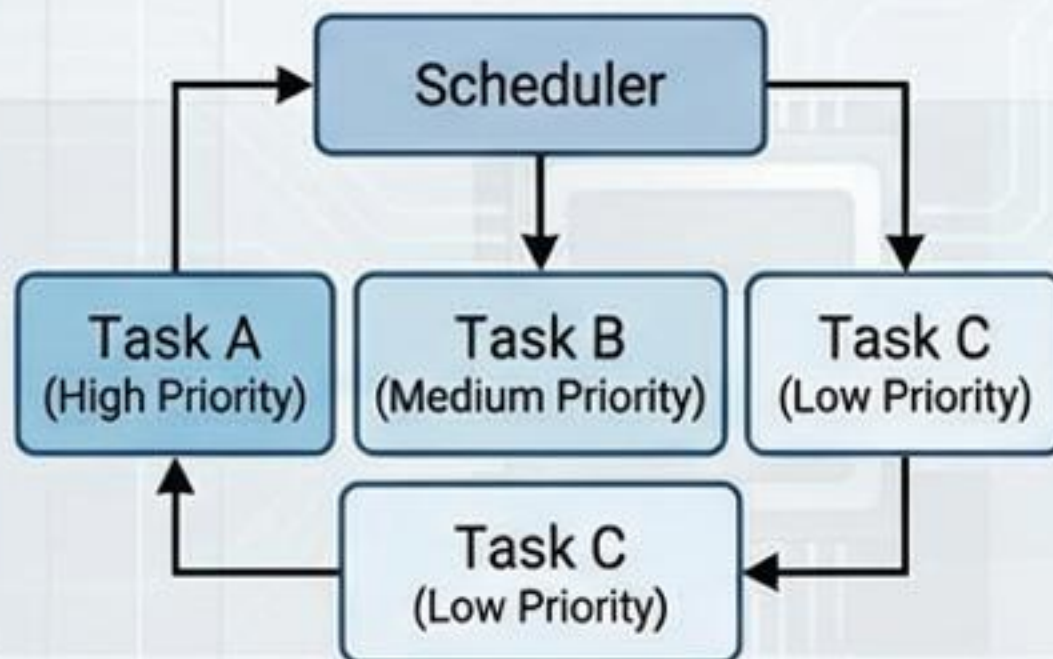 Scheduler
Task A
(High Priority)
Task B
(Medium Priority)
Task C
(Low Priority)
Task C
(Low Priority)